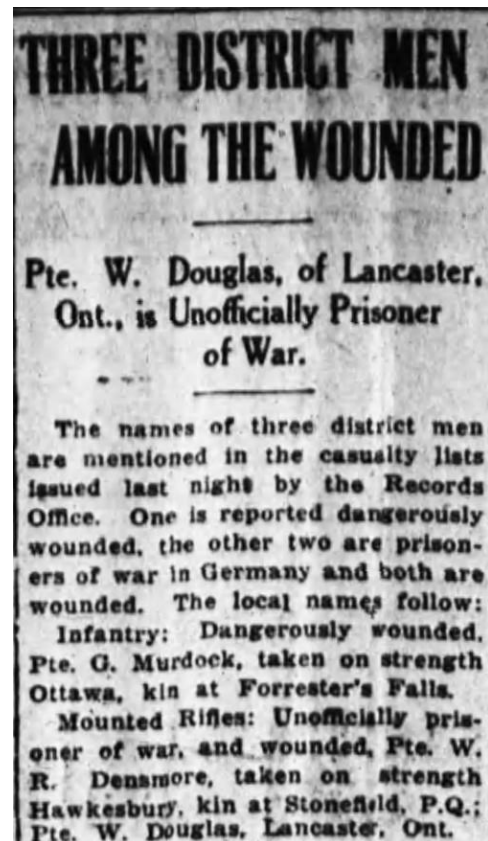 THREE DISTRICT MEN
AMONG THE WOUNDED
Pte. W. Douglas, of Lancaster,
Ont., is Unofficially Prisoner
of War.
The names of three district men
are mentioned in the casualty lists
issued last night by the Records
Office. One is reported dangerously
wounded, the other two are prison-
ers of war in Germany and both are
wounded. The local names follow:
Infantry: Dangerously wounded,
Pte. G. Murdock, taken on strength
Ottawa, kin at Forrester's Falls.
Mounted Rifles: Unofficially pris-
oner of war, and wounded, Pte. W.
R. Densmore, taken on strength
Hawkesbury, kin at Stonefield, P.Q.;
Pte. W. Douglas, Lancaster, Ont.